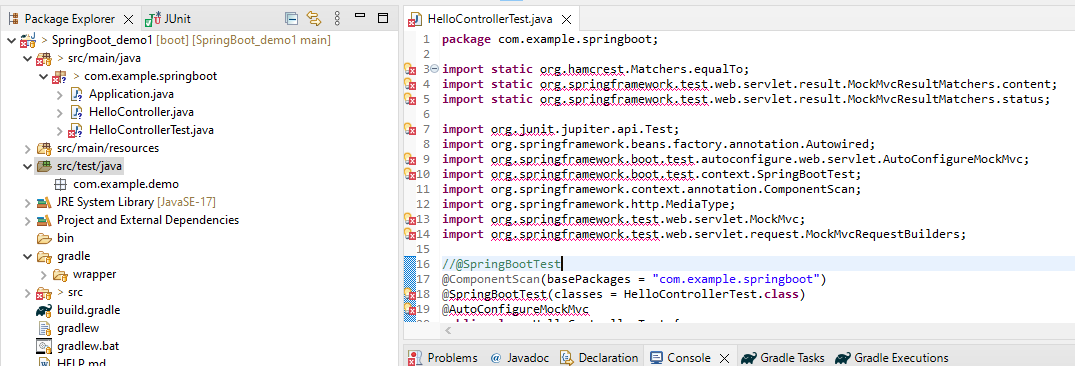 Package Explorer
JUnit
SpringBoot_demo1 [boot] [SpringBoot_demo1 main]
> src/main/java
> com.example.springboot
Application.java
HelloController.java
HelloControllerTest.java
src/main/resources
src/test/java
com.example.demo
JRE System Library [JavaSE-17]
Project and External Dependencies
bin
gradle
wrapper
> src
build.gradle
gradlew
gradlew.bat
HELP.md
HelloControllerTest.java
1 package com.example.springboot;
2
3 import static org.hamcrest.Matchers.equalTo;
4 import static org.springframework.test.web.servlet.result.MockMvcResultMatchers.content;
5 import static org.springframework.test.web.servlet.result.MockMvcResultMatchers.status;
6
7 import org.junit.jupiter.api.Test;
8 import org.springframework.beans.factory.annotation.Autowired;
9 import org.springframework.boot.test.autoconfigure.web.servlet.AutoConfigureMockMvc;
10 import org.springframework.boot.test.context.SpringBootTest;
11 import org.springframework.context.annotation.ComponentScan;
12 import org.springframework.http.MediaType;
13 import org.springframework.test.web.servlet.MockMvc;
14 import org.springframework.test.web.servlet.request.MockMvcRequestBuilders;
15
16 //@SpringBootTest
17 @ComponentScan(basePackages = "com.example.springboot")
18 @SpringBootTest(classes = HelloControllerTest.class)
19 @AutoConfigureMockMvc
Problems
Javadoc
Declaration
Console
Gradle Tasks
Gradle Executions